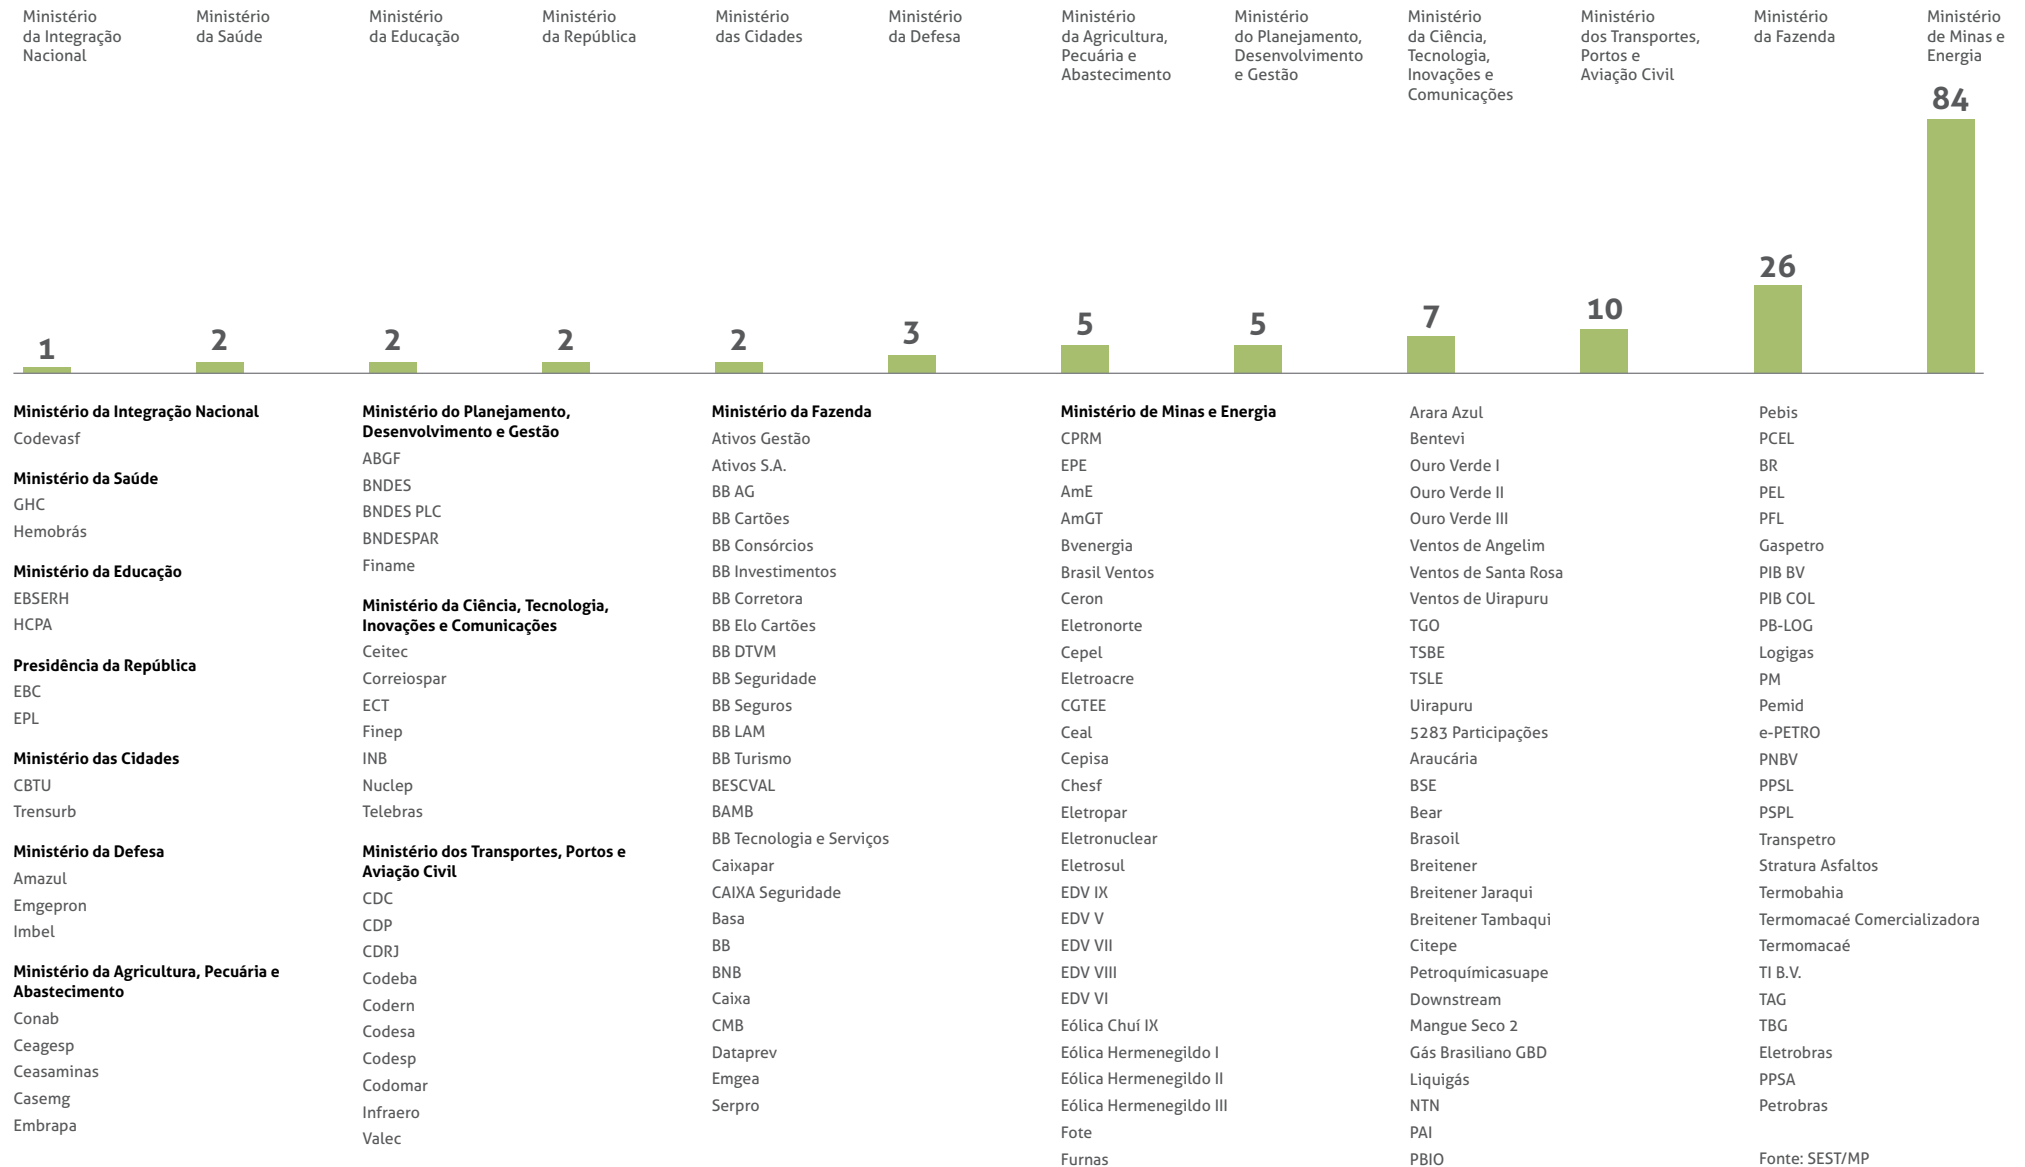 Ministério
da Integração
Nacional
Ministério
da Saúde
Ministério
da Educação
Ministério
da República
Ministério
das Cidades
Ministério
da Defesa
Ministério
da Agricultura,
Pecuária e
Abastecimento
Ministério
do Planejamento,
Desenvolvimento
e Gestão
Ministério
da Ciência,
Tecnologia,
Inovações e
Comunicações
Ministério
dos Transportes,
Portos e
Aviação Civil
Ministério
da Fazenda
Ministério
de Minas e
Energia
1
2
2
2
2
3
5
5
7
10
26
84
Ministério da Integração Nacional
Codevasf
Ministério da Saúde
GHC
Hemobrás
Ministério da Educação
EBSERH
HCPA
Presidência da República
EBC
EPL
Ministério das Cidades
CBTU
Trensurb
Ministério da Defesa
Amazul
Emgepron
Imbel
Ministério da Agricultura, Pecuária e
Abastecimento
Conab
Ceagesp
Ceasaminas
Casemg
Embrapa
Ministério do Planejamento,
Desenvolvimento e Gestão
ABGF
BNDES
BNDES PLC
BNDESPAR
Finame
Ministério da Ciência, Tecnologia,
Inovações e Comunicações
Ceitec
Correiospar
ECT
Finep
INB
Nuclep
Telebras
Ministério dos Transportes, Portos e
Aviação Civil
CDC
CDP
CDRJ
Codeba
Codern
Codesa
Codesp
Codomar
Infraero
Valec
Ministério da Fazenda
Ativos Gestão
Ativos S.A.
BB AG
BB Cartões
BB Consórcios
BB Investimentos
BB Corretora
BB Elo Cartões
BB DTVM
BB Seguridade
BB Seguros
BB LAM
BB Turismo
BESCVAL
BAMB
BB Tecnologia e Serviços
Caixapar
CAIXA Seguridade
Basa
BB
BNB
Caixa
CMB
Dataprev
Emgea
Serpro
Ministério de Minas e Energia
CPRM
EPE
AmE
AmGT
Bvenergia
Brasil Ventos
Ceron
Eletronorte
Cepel
Eletroacre
CGTEE
Ceal
Cepisa
Chesf
Eletropar
Eletronuclear
Eletrosul
EDV IX
EDV V
EDV VII
EDV VIII
EDV VI
Eólica Chuí IX
Eólica Hermenegildo I
Eólica Hermenegildo II
Eólica Hermenegildo III
Fote
Furnas
Arara Azul
Bentevi
Ouro Verde I
Ouro Verde II
Ouro Verde III
Ventos de Angelim
Ventos de Santa Rosa
Ventos de Uirapuru
TGO
TSBE
TSLE
Uirapuru
5283 Participações
Araucária
BSE
Bear
Brasoil
Breitener
Breitener Jaraqui
Breitener Tambaqui
Citepe
Petroquímicasuape
Downstream
Mangue Seco 2
Gás Brasiliano GBD
Liquigás
NTN
PAI
PBIO
Pebis
PCEL
BR
PEL
PFL
Gaspetro
PIB BV
PIB COL
PB-LOG
Logigas
PM
Pemid
e-PETRO
PNBV
PPSL
PSPL
Transpetro
Stratura Asfaltos
Termobahia
Termomacaé Comercializadora
Termomacaé
TI B.V.
TAG
TBG
Eletrobras
PPSA
Petrobras
Fonte: SEST/MP